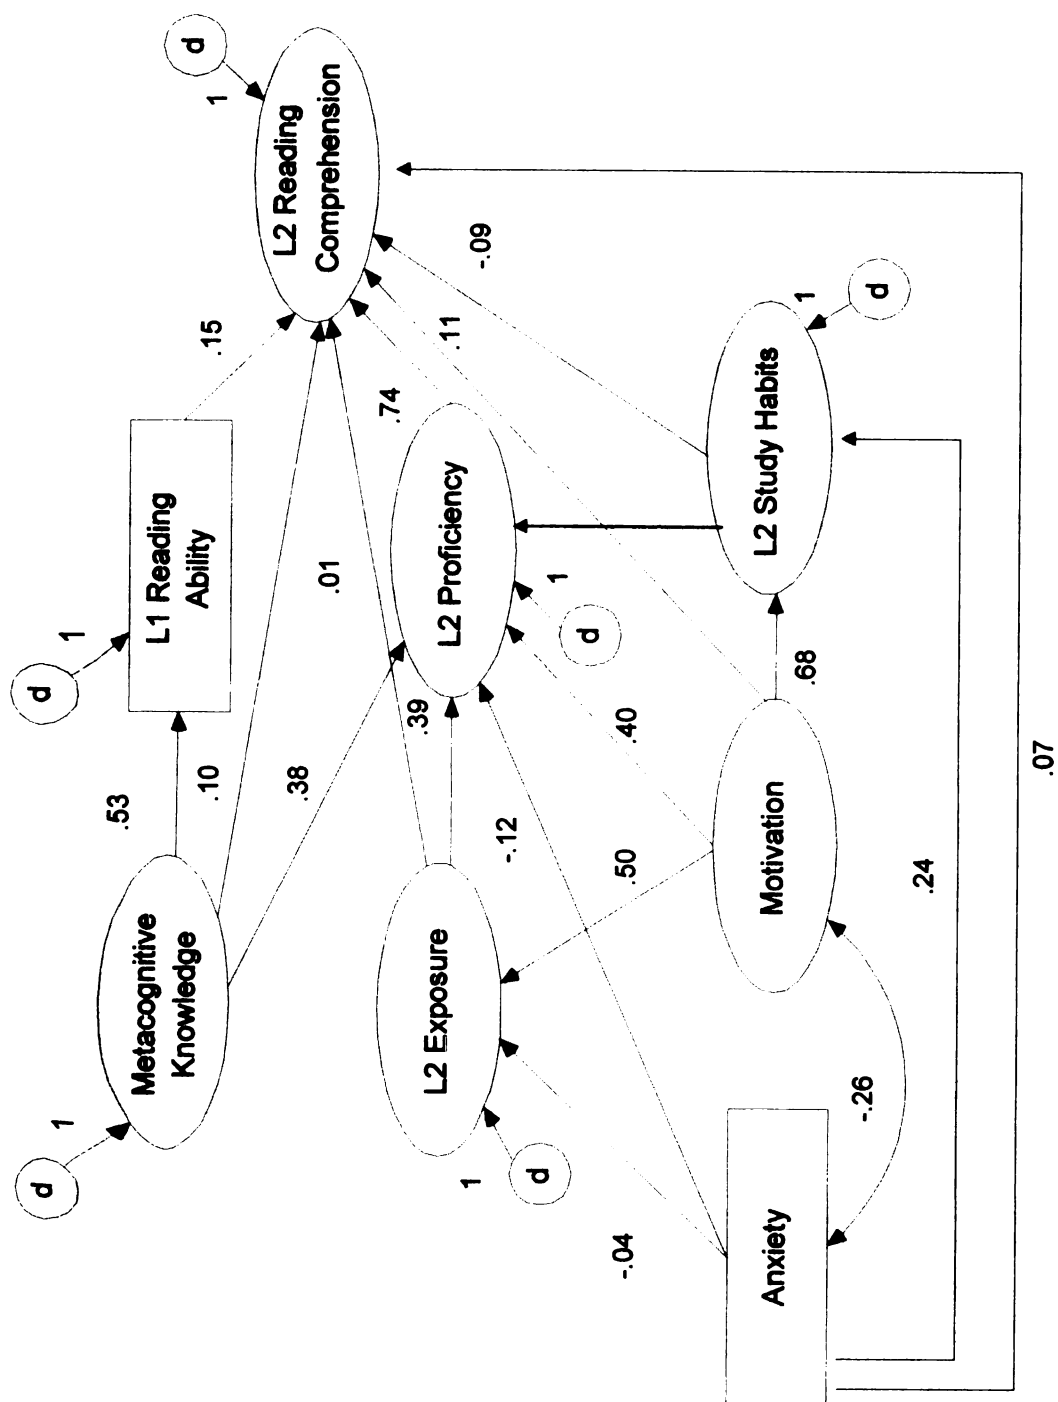 d
1
Metacognitive
Knowledge
.53
d
1
L1 Reading
Ability
.15
d
1
L2 Reading
Comprehension
.10
.38
.01
L2 Exposure
1
d
.39
L2 Proficiency
.74
1
d
-.12
.40
.11
-.09
-.04
.50
Anxiety
-.26
Motivation
.68
L2 Study Habits
1
d
.24
.07